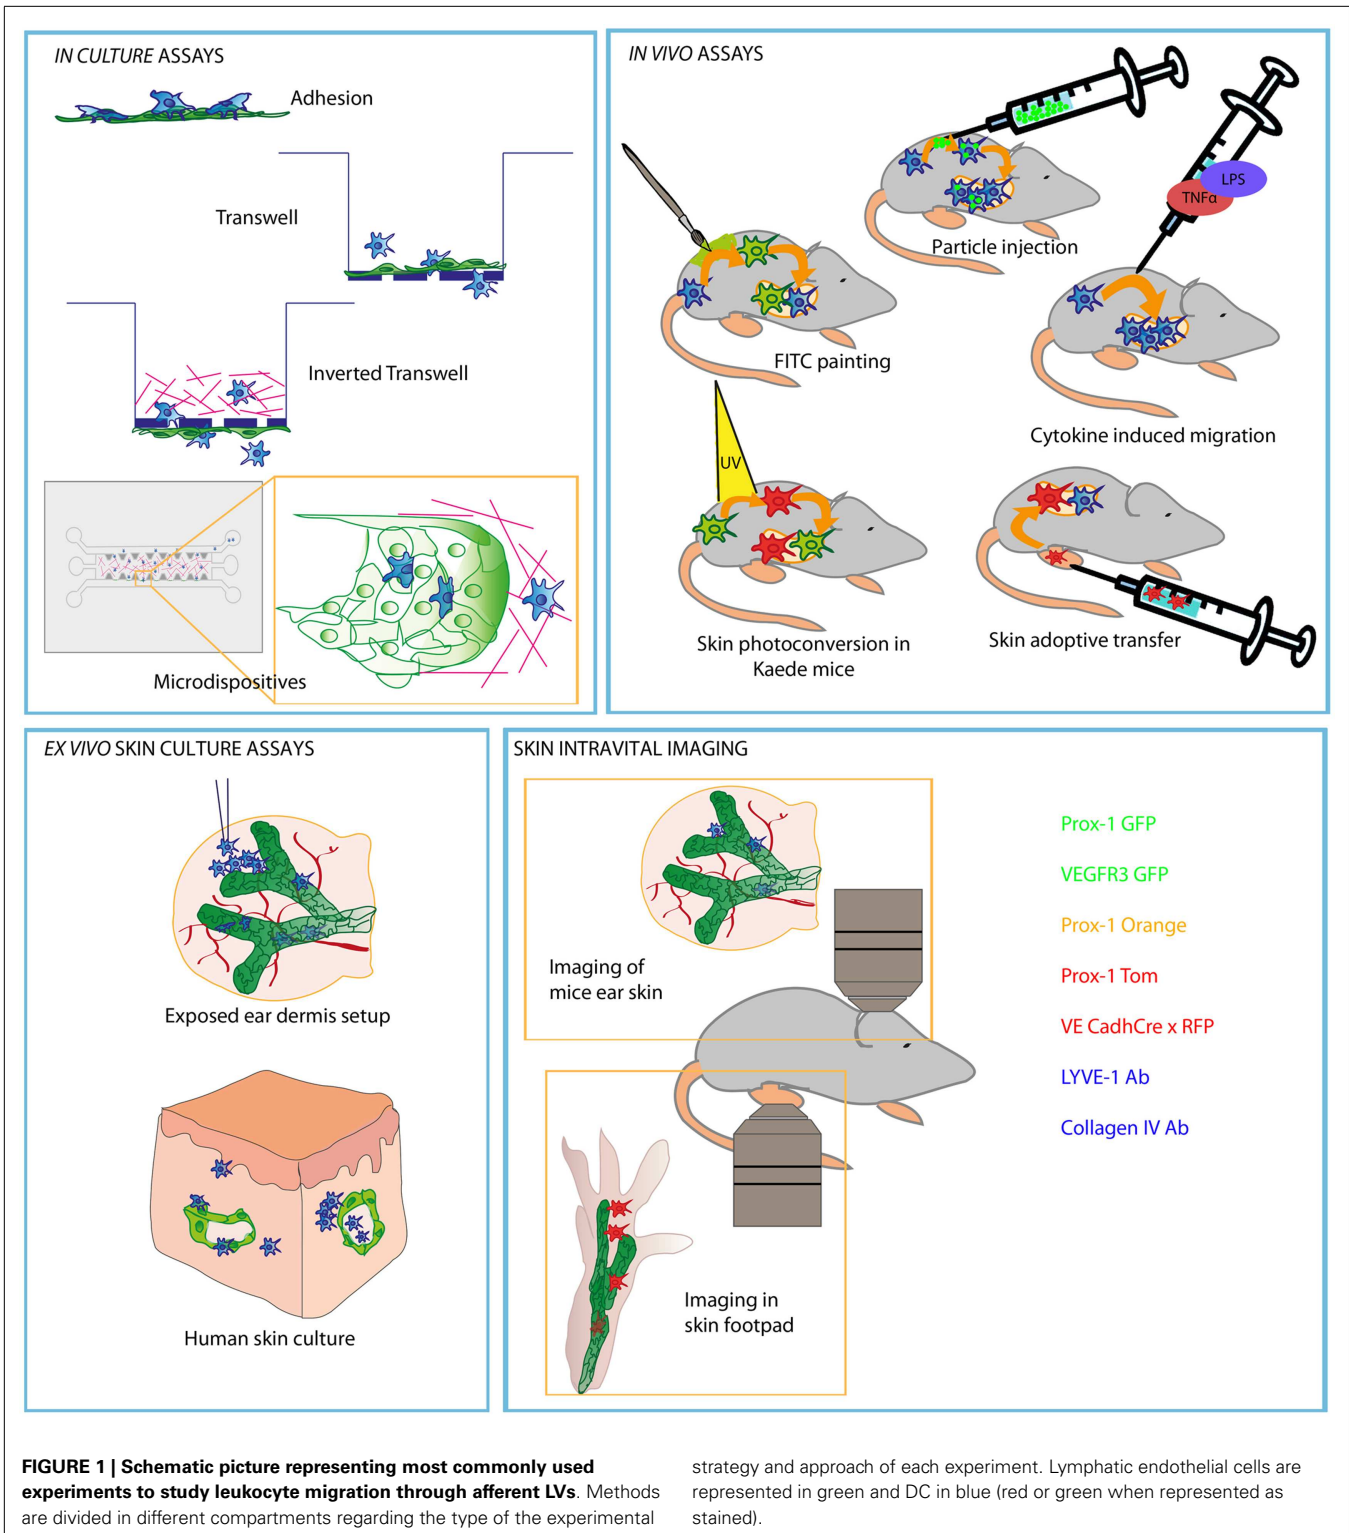 IN CULTURE ASSAYS
Adhesion
Transwell
Inverted Transwell
Microdispositives
IN VIVO ASSAYS
LPS
TNFα
Particle injection
FITC painting
Cytokine induced migration
UV
Skin photoconversion in
Kaede mice
Skin adoptive transfer
EX VIVO SKIN CULTURE ASSAYS
Exposed ear dermis setup
Human skin culture
SKIN INTRAVITAL IMAGING
Imaging of
mice ear skin
Imaging in
skin footpad
Prox-1 GFP
VEGFR3 GFP
Prox-1 Orange
Prox-1 Tom
VE CadhCre x RFP
LYVE-1 Ab
Collagen IV Ab
FIGURE 1 | Schematic picture representing most commonly used
experiments to study leukocyte migration through afferent LVs. Methods
are divided in different compartments regarding the type of the experimental
strategy and approach of each experiment. Lymphatic endothelial cells are
represented in green and DC in blue (red or green when represented as
stained).